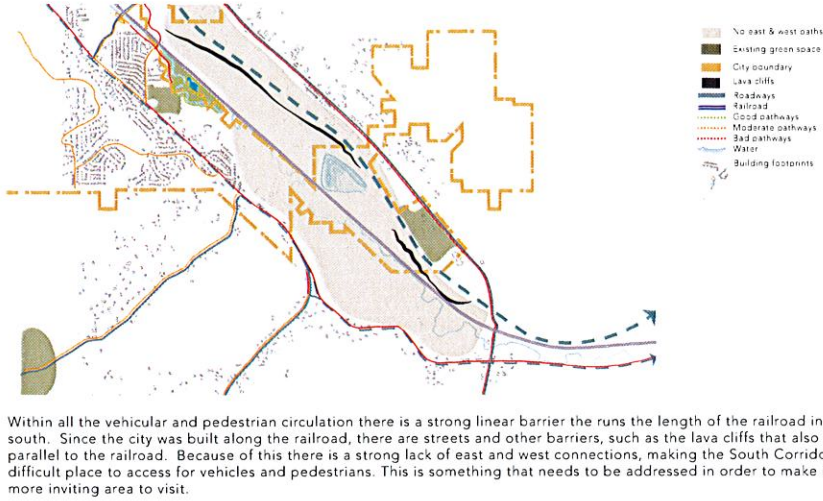 No east & west paths
Existing green space
City boundary
Lava cliffs
Roadways
Railroad
Good pathways
Moderate pathways
Bad pathways
Water
Building footprints
Within all the vehicular and pedestrian circulation there is a strong linear barrier the runs the length of the railroad in
south. Since the city was built along the railroad, there are streets and other barriers, such as the lava cliffs that also
parallel to the railroad. Because of this there is a strong lack of east and west connections, making the South Corrido
difficult place to access for vehicles and pedestrians. This is something that needs to be addressed in order to make
more inviting area to visit.